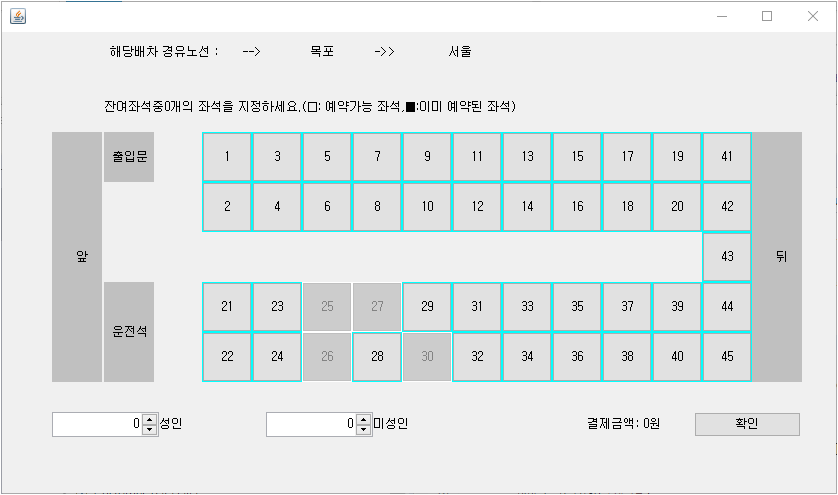 해당배차 경유노선 : --> 목포 ->> 서울
잔여좌석중0개의 좌석을 지정하세요.(□: 예약가능 좌석,■:이미 예약된 좌석)
출입문 1 3 5 7 9 11 13 15 17 19 41
2 4 6 8 10 12 14 16 18 20 42
앞 43 뒤
운전석 21 23 25 27 29 31 33 35 37 39 44
22 24 26 28 30 32 34 36 38 40 45
0 성인 0 미성인 결제금액: 0원 확인